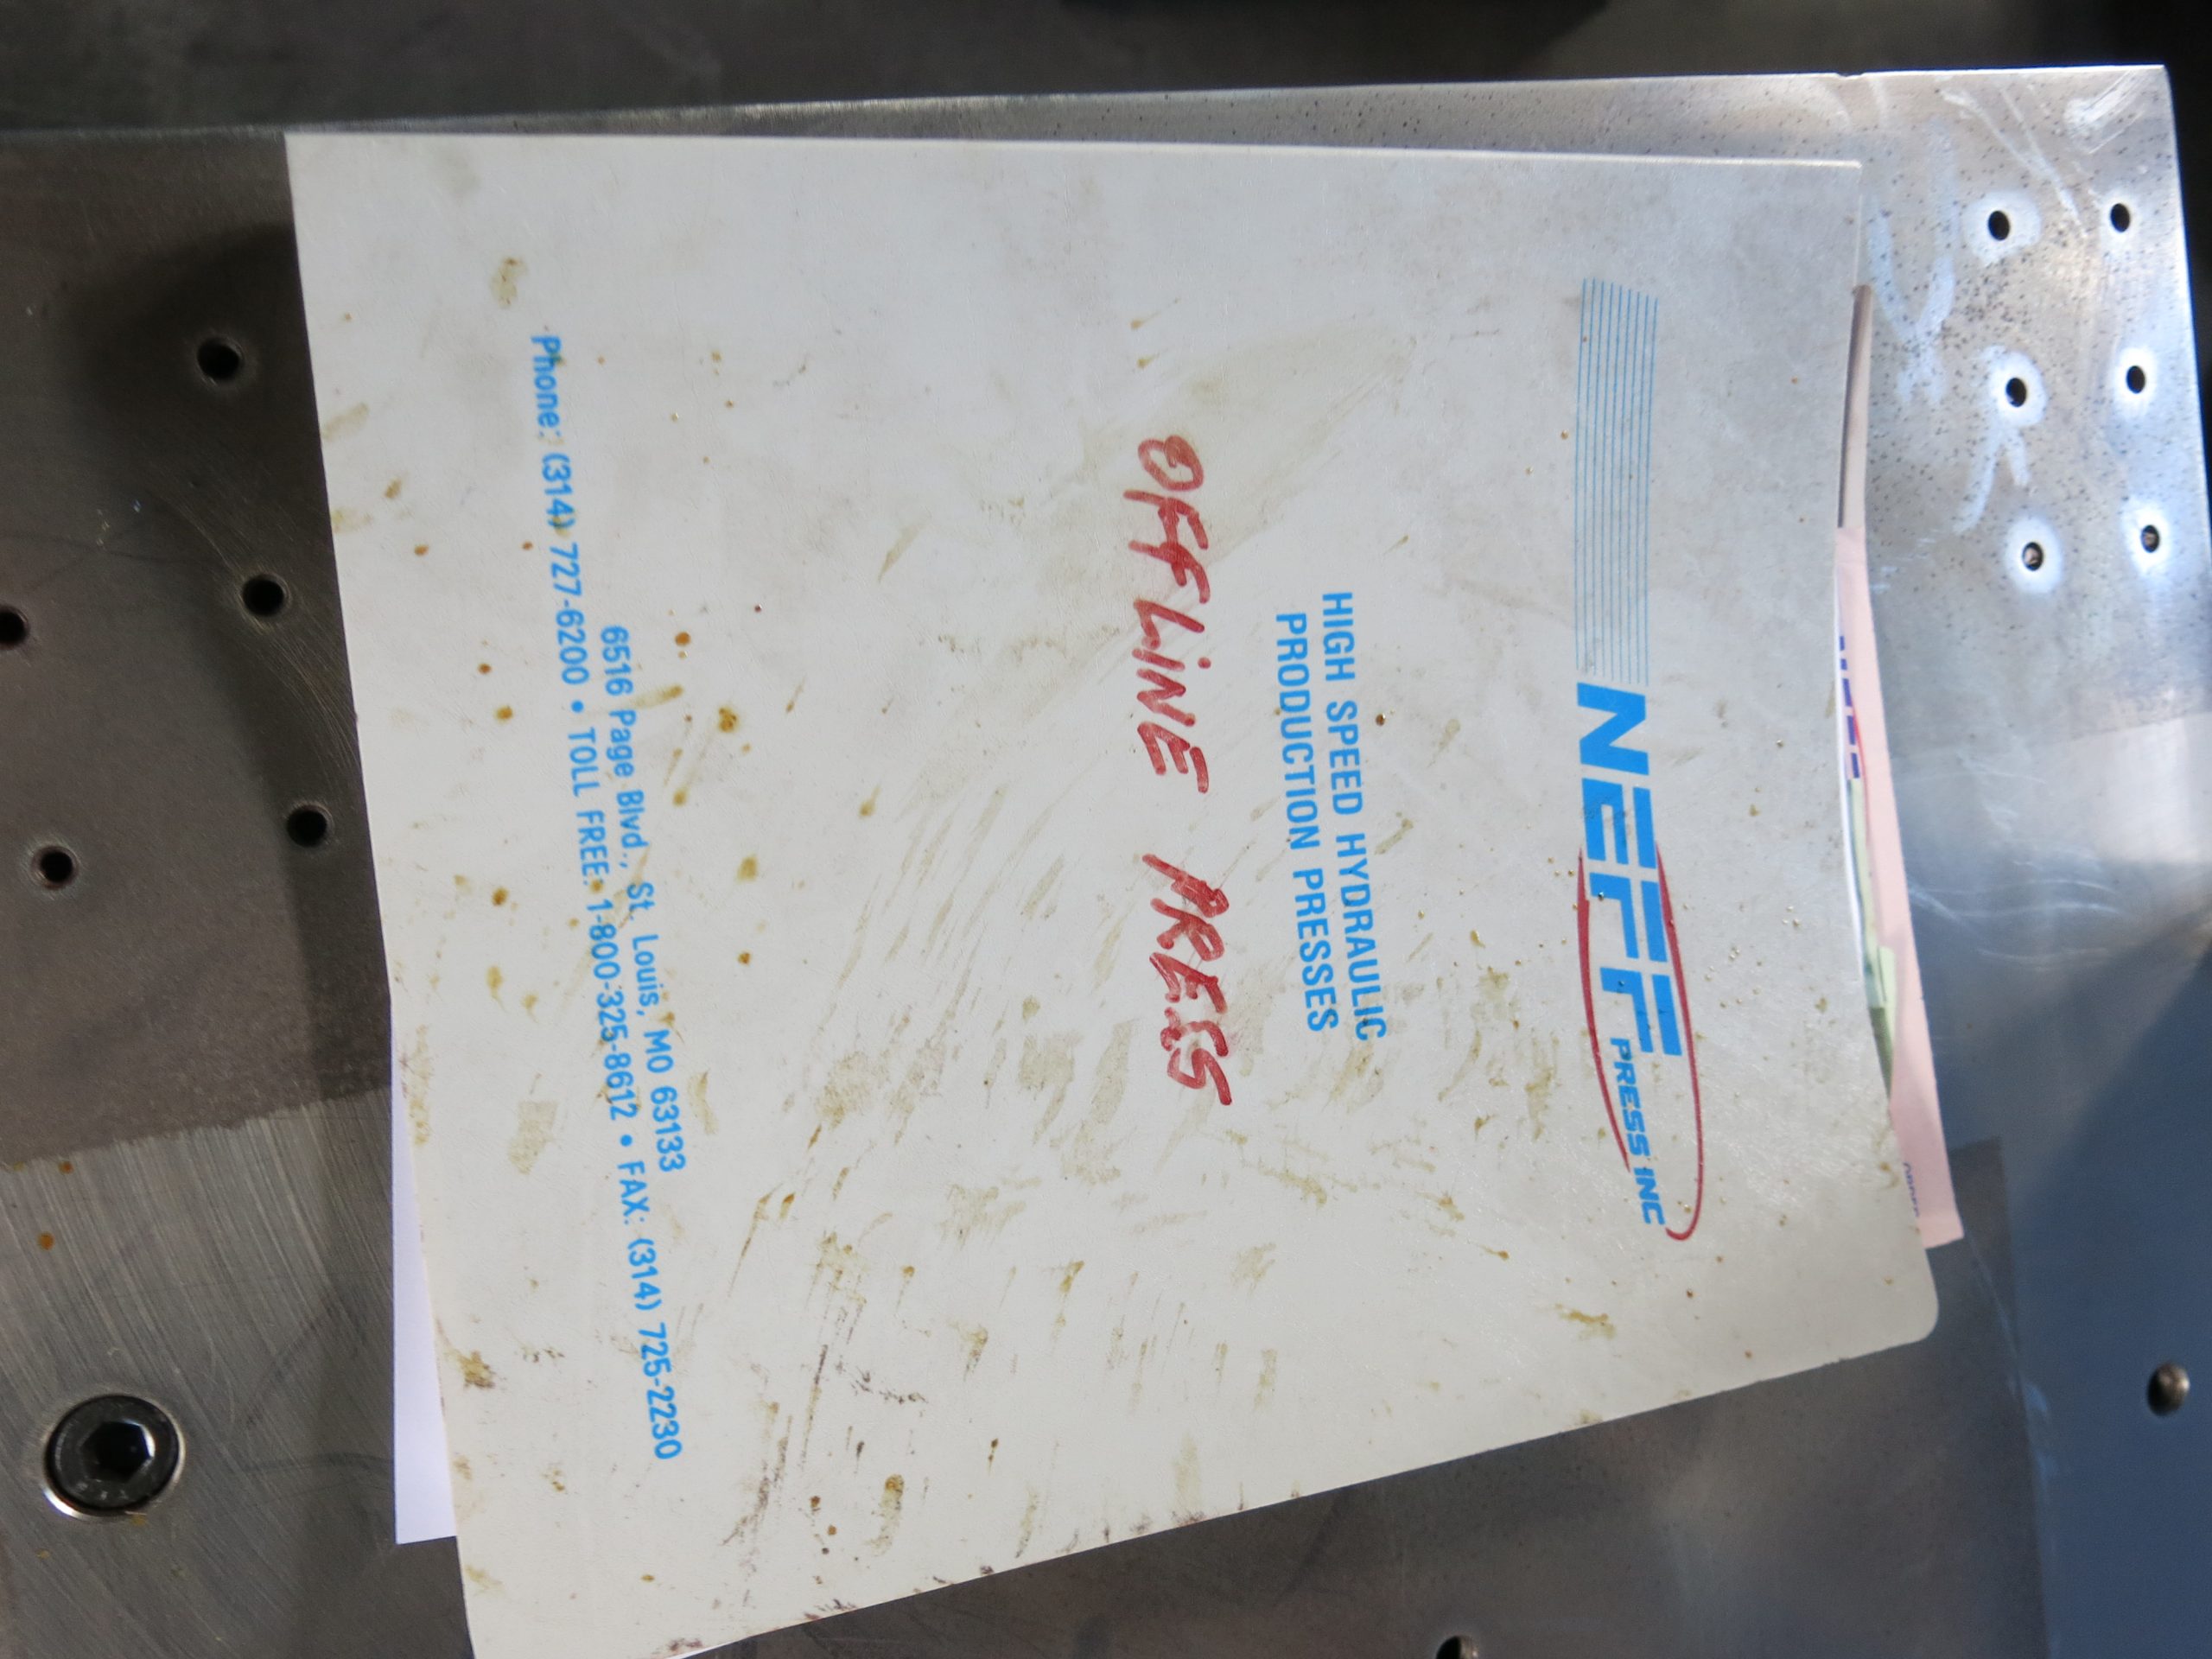 NEFF PRESS INC
HIGH SPEED HYDRAULIC
PRODUCTION PRESSES
OFFLINE PRESS
6516 Page Blvd., St. Louis, MO 63133
Phone: (314) 727-6200 • TOLL FREE: 1-800-325-8612 • FAX: (314) 725-2230